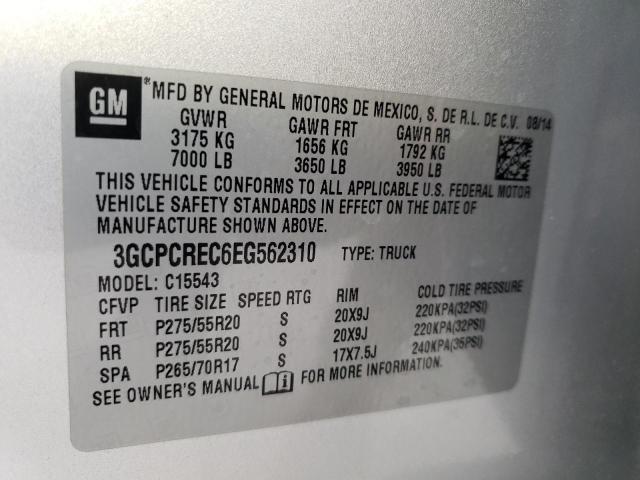 GM
*MFD BY GENERAL MOTORS DE MEXICO, S. DE R.L. DE C.V. 08/14
GVWR GAWR FRT GAWR RR
3175 KG 1656 KG 1792 KG
7000 LB 3650 LB 3950 LB
THIS VEHICLE CONFORMS TO ALL APPLICABLE U.S. FEDERAL MOTOR
VEHICLE SAFETY STANDARDS IN EFFECT ON THE DATE OF
MANUFACTURE SHOWN ABOVE.
3GCPCREC6EG562310 TYPE: TRUCK
MODEL: C15543
CFVP TIRE SIZE SPEED RTG RIM COLD TIRE PRESSURE
FRT P275/55R20 S 20X9J 220KPA(32PSI)
RR P275/55R20 S 20X9J 220KPA(32PSI)
SPA P265/70R17 S 17X7.5J 240KPA(35PSI)
SEE OWNER'S MANUAL i FOR MORE INFORMATION.